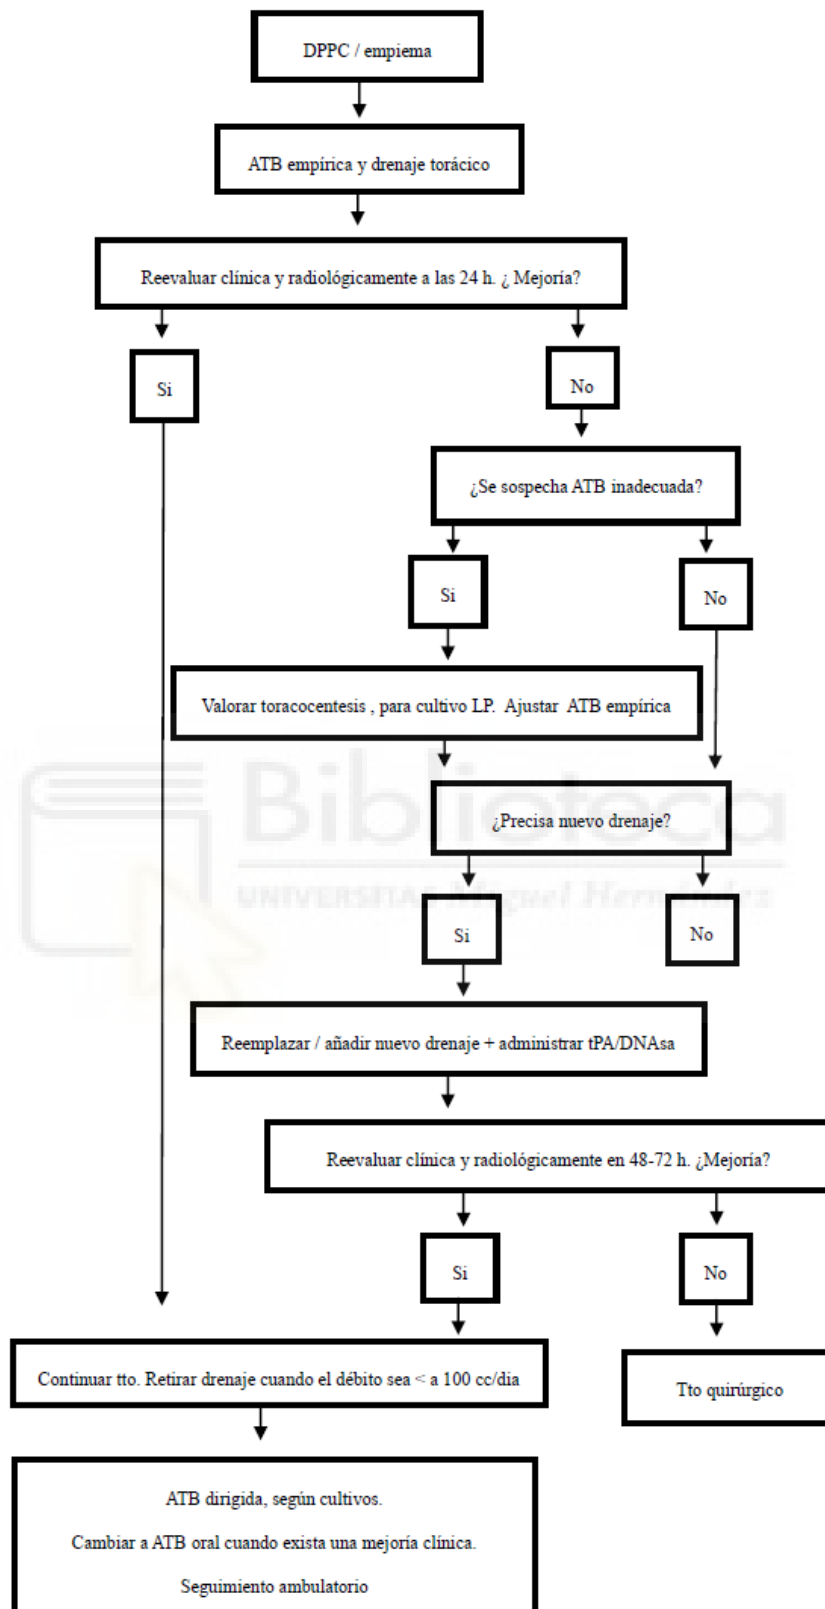 DPPC / empiema
ATB empírica y drenaje torácico
Reevaluar clínica y radiológicamente a las 24 h. ¿ Mejoría?
Si
No
¿Se sospecha ATB inadecuada?
Si
No
Valorar toracocentesis , para cultivo LP. Ajustar ATB empírica
Biblioteca
UNIVERSITAS Miguel Hernández
¿Precisa nuevo drenaje?
Si
No
Reemplazar / añadir nuevo drenaje + administrar tPA/DNAsa
Reevaluar clínica y radiológicamente en 48-72 h. ¿Mejoría?
Si
No
Continuar tto. Retirar drenaje cuando el débito sea < a 100 cc/dia
Tto quirúrgico
ATB dirigida, según cultivos.
Cambiar a ATB oral cuando exista una mejoría clínica.
Seguimiento ambulatorio